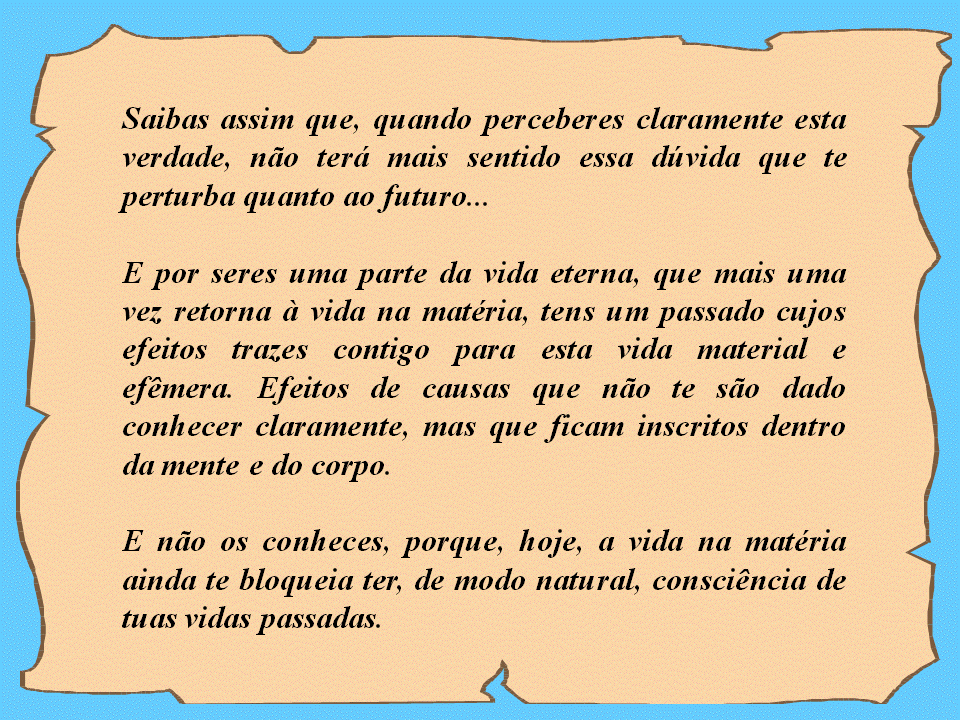 Saibas assim que, quando perceberes claramente esta
verdade, não terá mais sentido essa dúvida que te
perturba quanto ao futuro...
E por seres uma parte da vida eterna, que mais uma
vez retorna à vida na matéria, tens um passado cujos
efeitos trazes contigo para esta vida material e
efêmera. Efeitos de causas que não te são dado
conhecer claramente, mas que ficam inscritos dentro
da mente e do corpo.
E não os conheces, porque, hoje, a vida na matéria
ainda te bloqueia ter, de modo natural, consciência de
tuas vidas passadas.